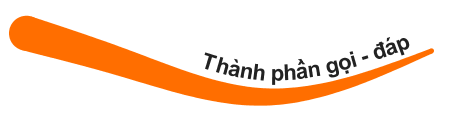 Thành phần gọi - đáp